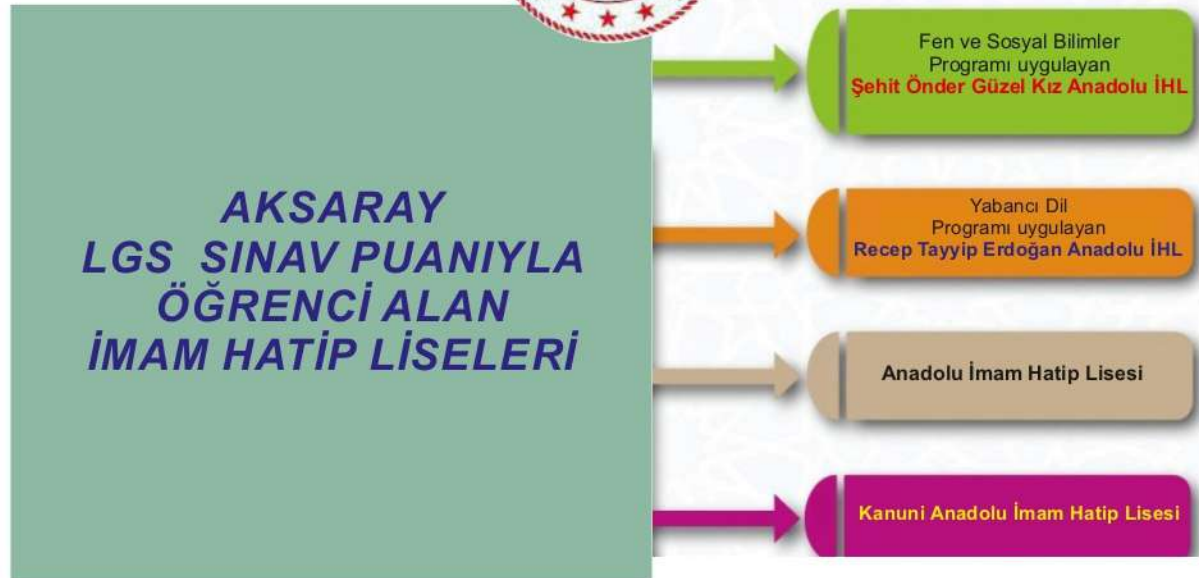 AKSARAY
LGS SINAV PUANIYLA
ÖĞRENCİ ALAN
İMAM HATİP LİSELERİ
Fen ve Sosyal Bilimler
Programı uygulayan
Şehit Önder Güzel Kız Anadolu İHL
Yabancı Dil
Programı uygulayan
Recep Tayyip Erdoğan Anadolu İHL
Anadolu İmam Hatip Lisesi
Kanuni Anadolu İmam Hatip Lisesi